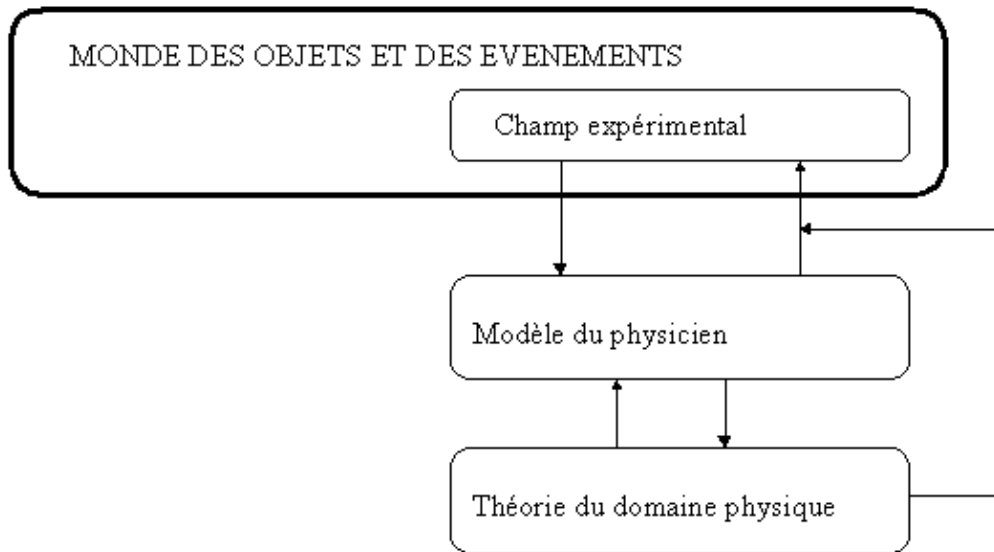 MONDE DES OBJETS ET DES EVENEMENTS
Champ expérimental
Modèle du physicien
Théorie du domaine physique